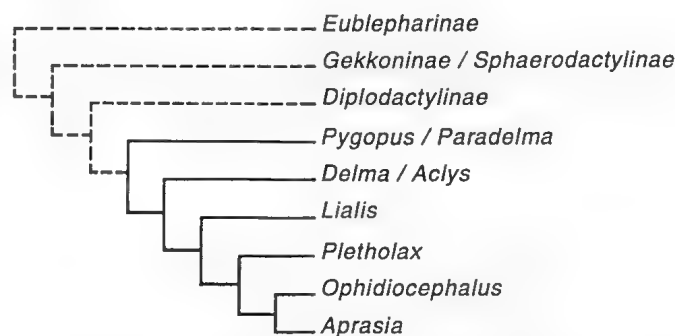 Eublepharinae
Gekkoninae / Sphaerodactylinae
Diplodactylinae
Pygopus / Paradelma
Delma / Aclys
Lialis
Pletholax
Ophidiocephalus
Aprasia